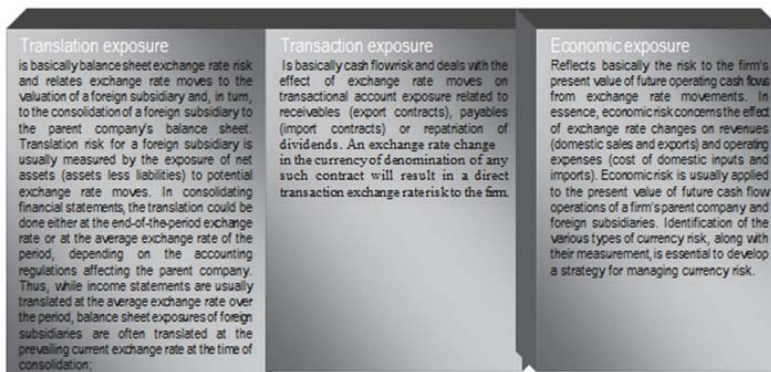 Translation exposure
is basically balance sheet exchange rate risk
and relates exchange rate moves to the
valuation of a foreign subsidiary and, in turn,
to the consolidation of a foreign subsidiary to
the parent company's balance sheet.
Translation risk for a foreign subsidiary is
usually measured by the exposure of net
assets (assets less liabilities) to potential
exchange rate moves. In consolidating
financial statements, the translation could be
done either at the end-of-the-period exchange
rate or at the average exchange rate of the
period, depending on the accounting
regulations affecting the parent company.
Thus, while income statements are usually
translated at the average exchange rate over
the period, balance sheet exposures of foreign
subsidiaries are often translated at the
prevailing current exchange rate at the time of
consolidation;
Transaction exposure
Is basically cash flow risk and deals with the
effect of exchange rate moves on
transactional account exposure related to
receivables (export contracts), payables
(import contracts) or repatriation of
dividends. An exchange rate change
in the currency of denomination of any
such contract will result in a direct
transaction exchange rate risk to the firm.
Economic exposure
Reflects basically the risk to the firm's
present value of future operating cash flows
from exchange rate movements. In
essence, economic risk concerns the effect
of exchange rate changes on revenues
(domestic sales and exports) and operating
expenses (cost of domestic inputs and
imports). Economic risk is usually applied
to the present value of future cash flow
operations of a firm's parent company and
foreign subsidiaries. Identification of the
various types of currency risk, along with
their measurement, is essential to develop
a strategy for managing currency risk.